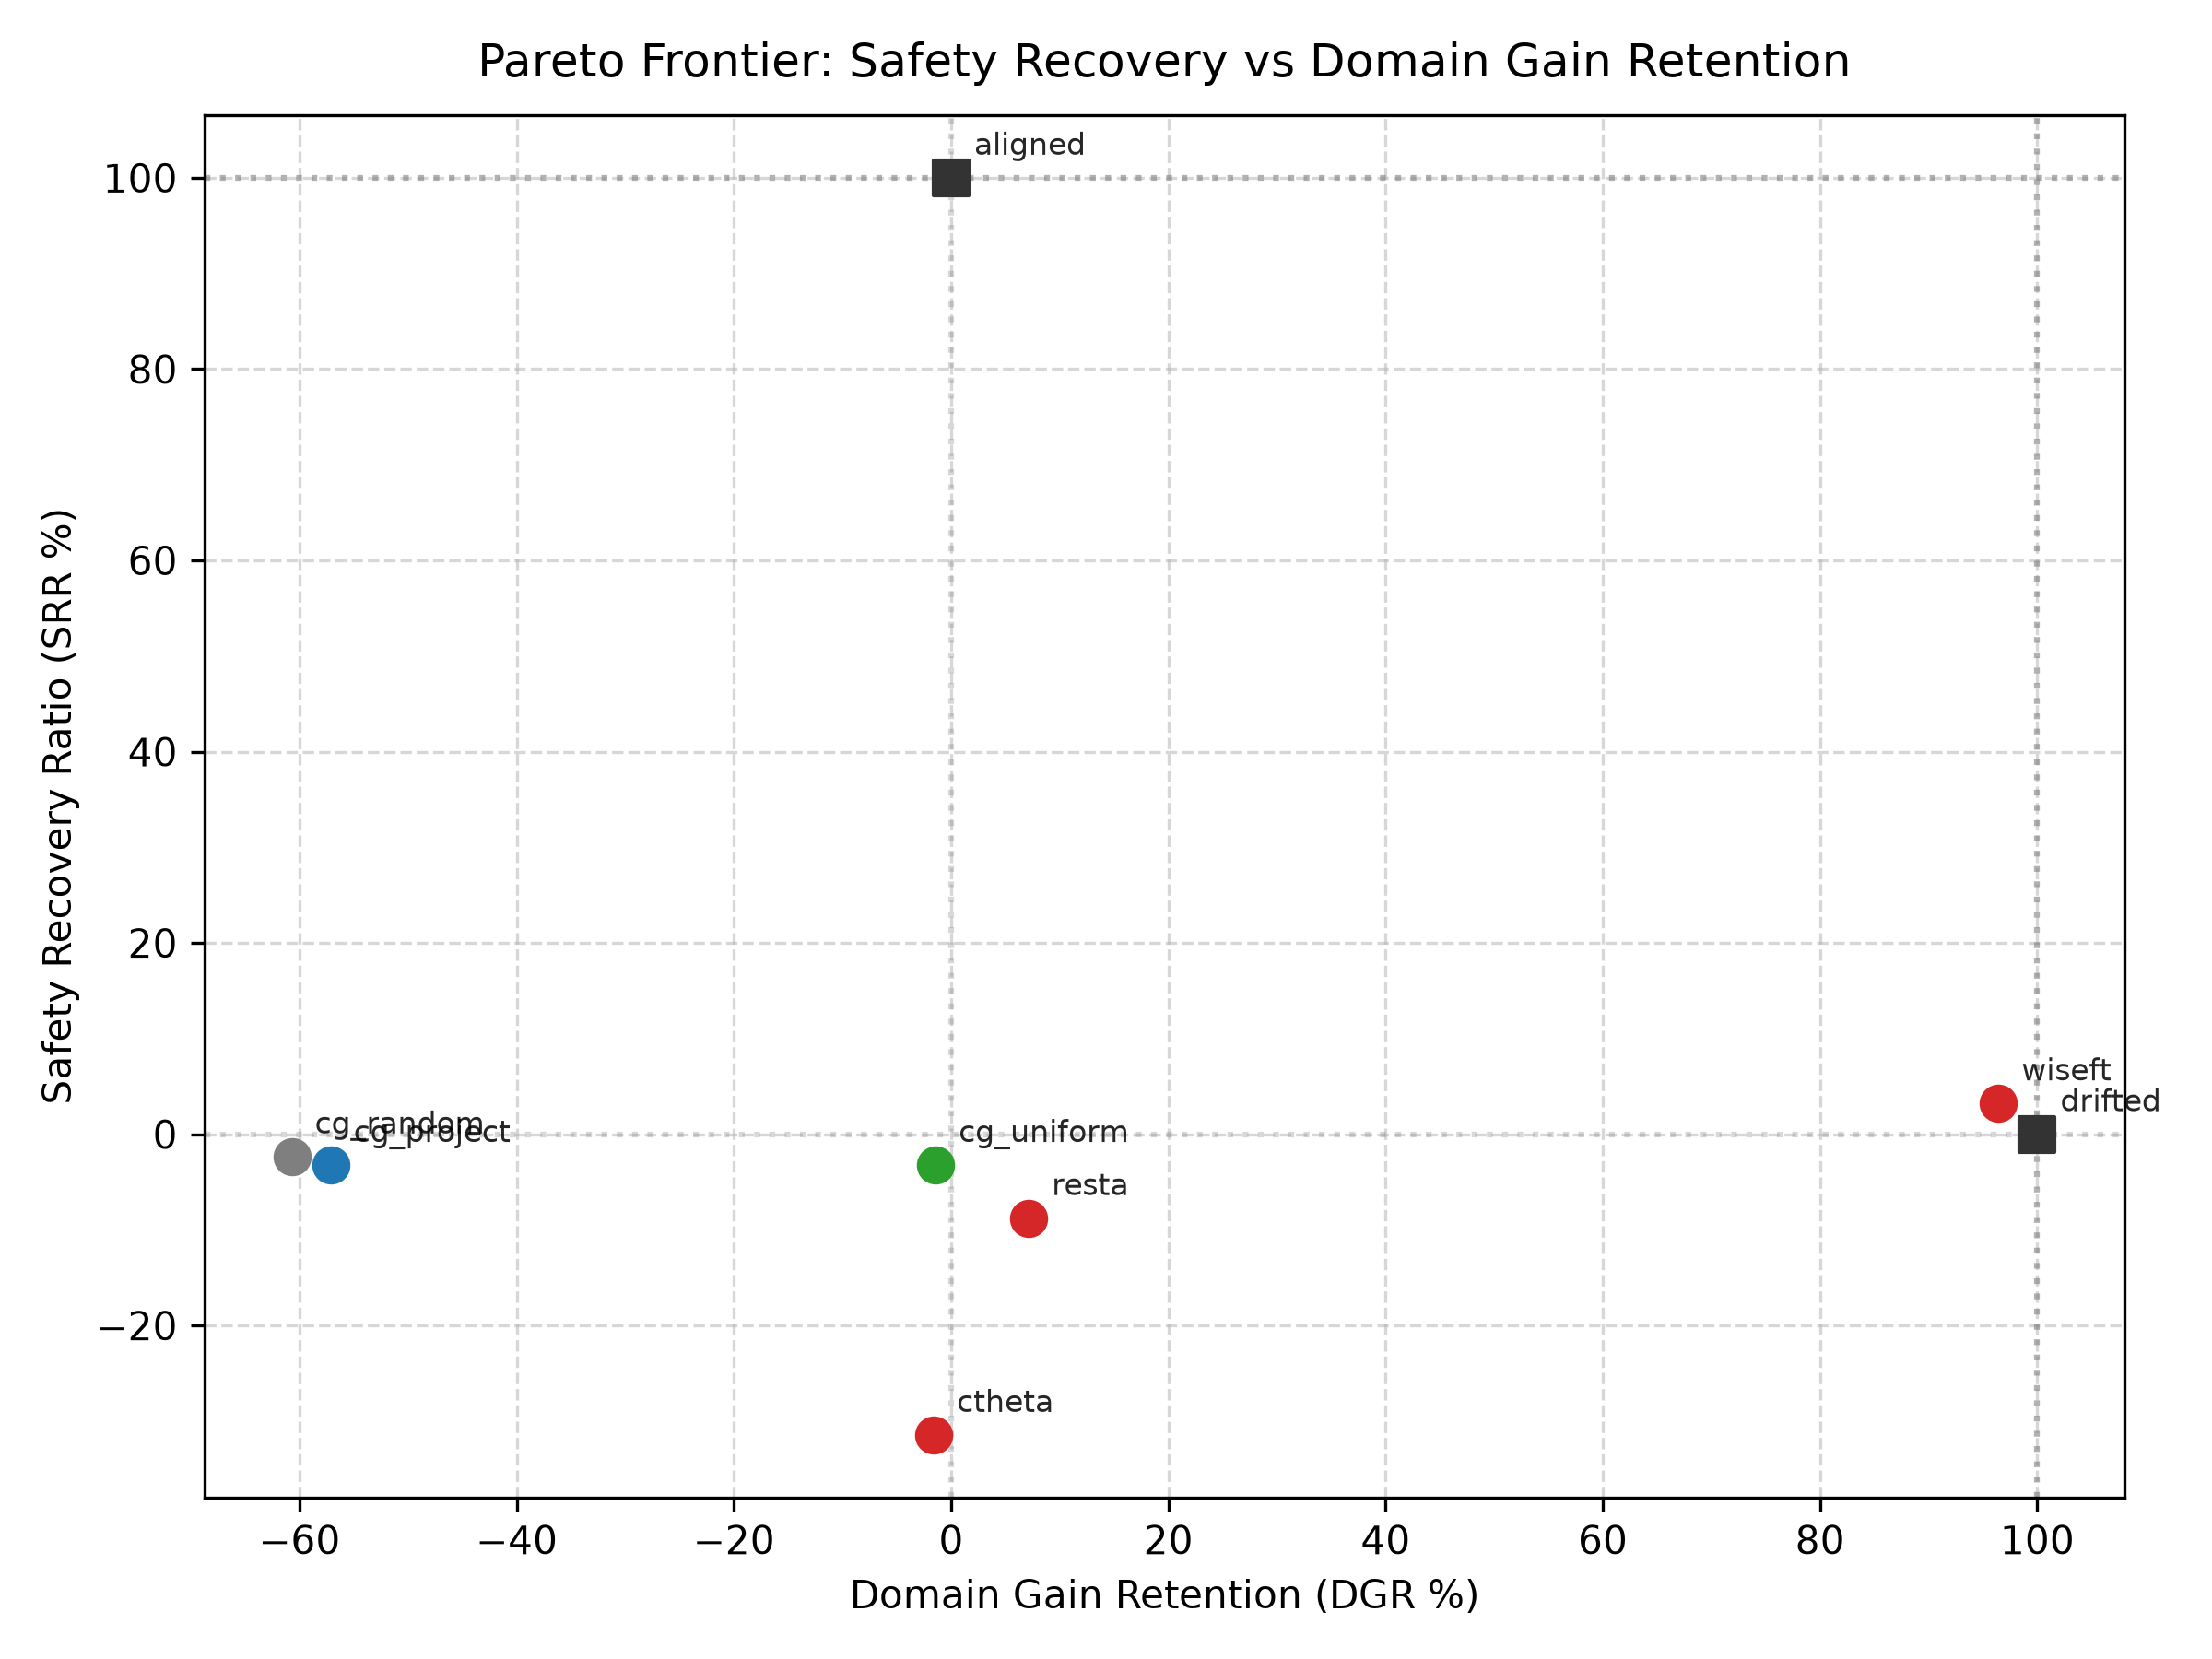 Pareto Frontier: Safety Recovery vs Domain Gain Retention
Safety Recovery Ratio (SRR %)
100
80
60
40
20
0
−20
aligned
wiseft
drifted
cg_random
cg_project
cg_uniform
resta
ctheta
−60
−40
−20
0
20
40
60
80
100
Domain Gain Retention (DGR %)